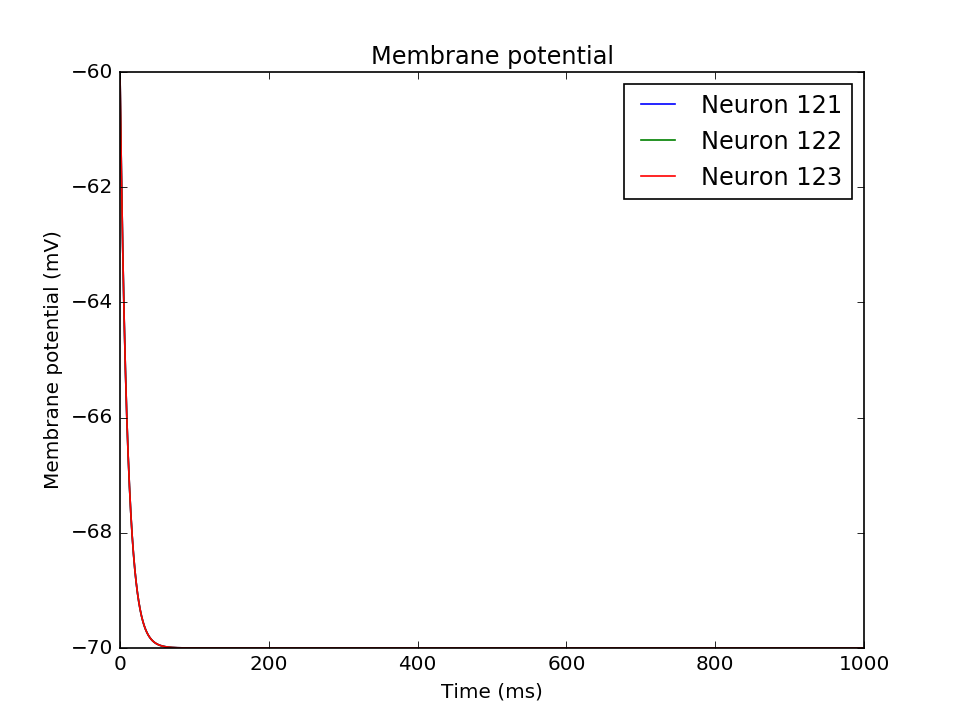 Membrane potential
−60
−62
−64
−66
−68
−70
Membrane potential (mV)
Neuron 121
Neuron 122
Neuron 123
0 200 400 600 800 1000
Time (ms)